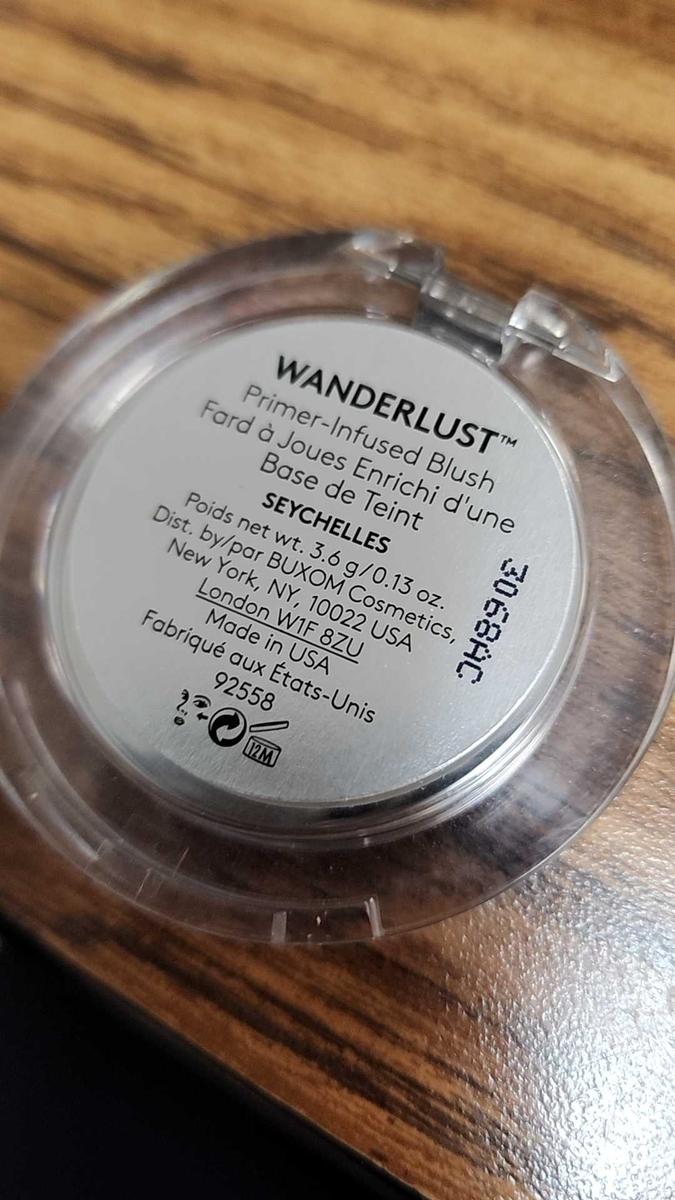 WANDERLUST™
Primer-Infused Blush
Fard à Joues Enrichi d'une
Base de Teint
SEYCHELLES
Poids net wt. 3.6 g/0.13 oz.
Dist. by/par BUXOM Cosmetics,
New York, NY, 10022 USA
London W1F 8ZU
Made in USA
Fabriqué aux États-Unis
92558
12M
3068AC